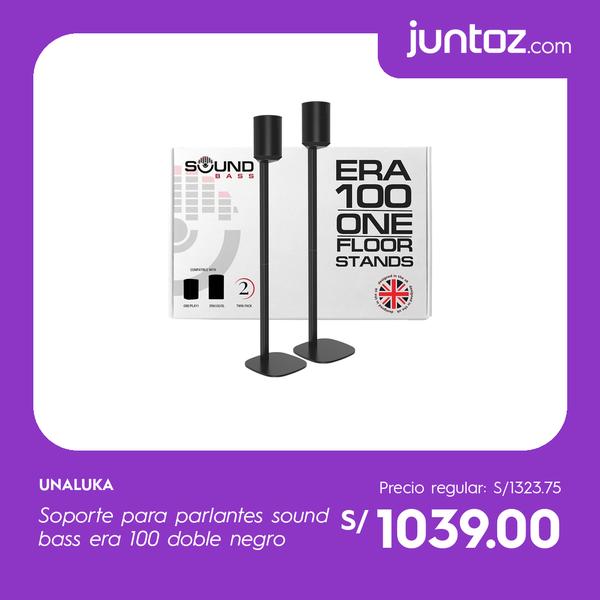 juntoz.com
SOUND
BASS
ERA
100
ONE
FLOOR
STANDS
COMPATIBLE WITH
2
TWIN PACK
UNALUKA
Precio regular: S/1323.75
Soporte para parlantes sound
bass era 100 doble negro
S/ 1039.00